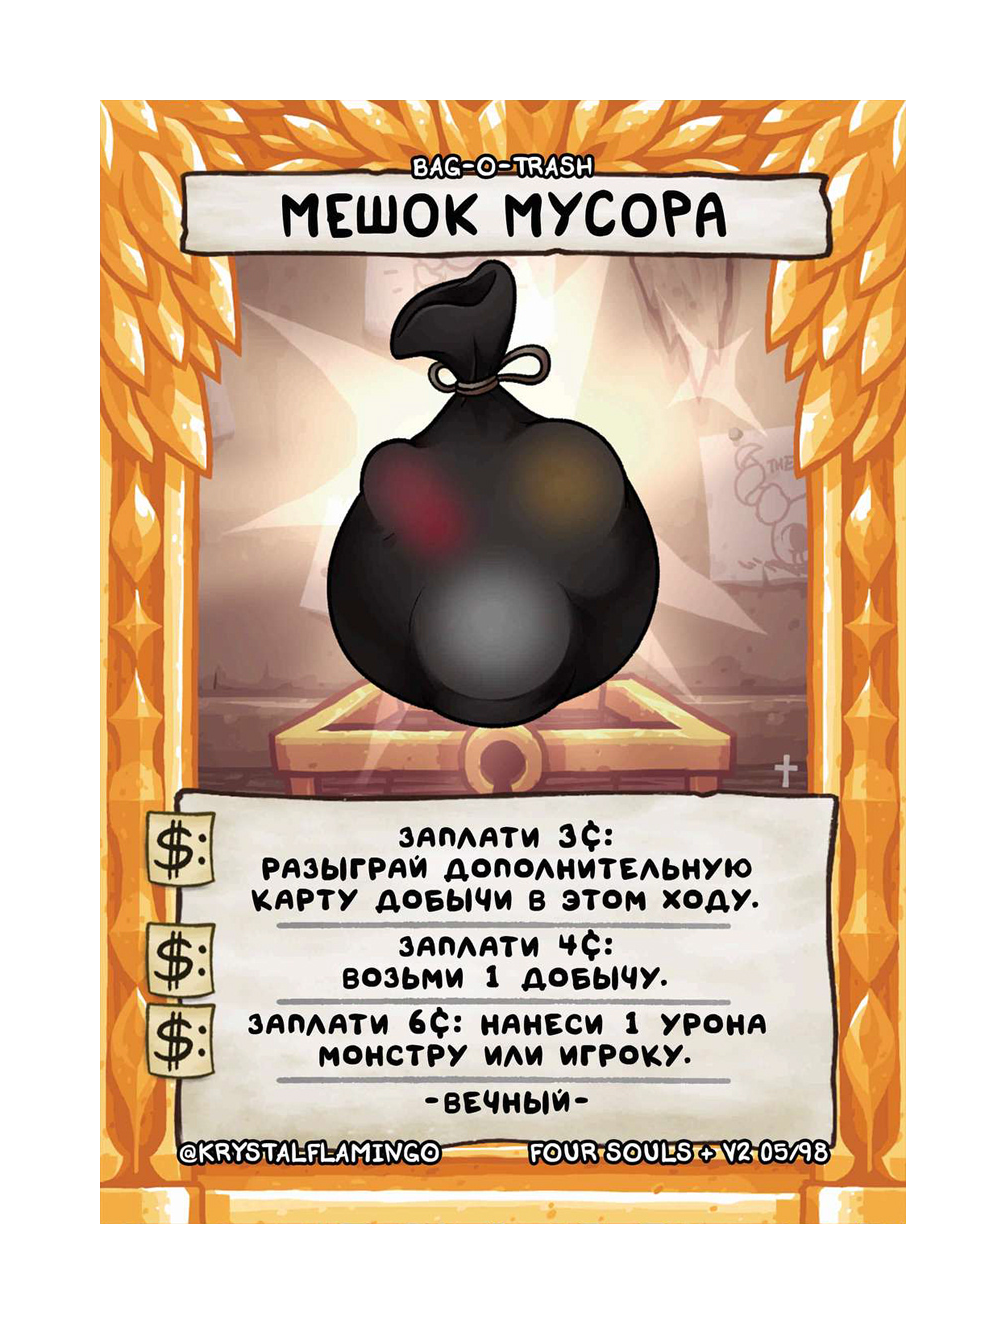 BAG-O-TRASH
МЕШОК МУСОРА
THE
$:
ЗАПЛАТИ 3¢:
РАЗЫГРАЙ ДОПОЛНИТЕЛЬНУЮ
КАРТУ ДОБЫЧИ В ЭТОМ ХОДУ.
$:
ЗАПЛАТИ 4¢:
ВОЗЬМИ 1 ДОБЫЧУ.
$:
ЗАПЛАТИ 6¢: НАНЕСИ 1 УРОНА
МОНСТРУ ИЛИ ИГРОКУ.
-ВЕЧНЫЙ-
@KRYSTALFLAMINGO FOUR SOULS + V2 05/98